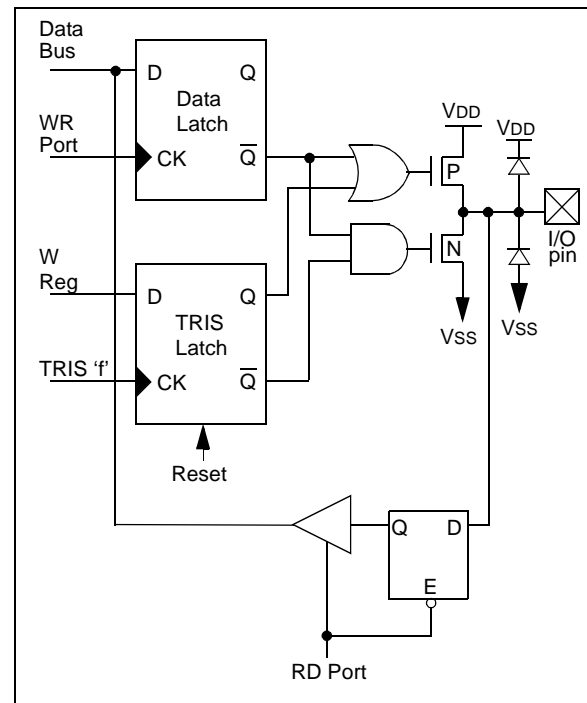 Data
Bus
D
Q
Data
Latch
WR
Port
CK
Q
VDD
VDD
P
I/O
pin
N
W
Reg
D
Q
TRIS
Latch
VSS
VSS
TRIS ‘f’
CK
Q
Reset
Q
D
E
RD Port